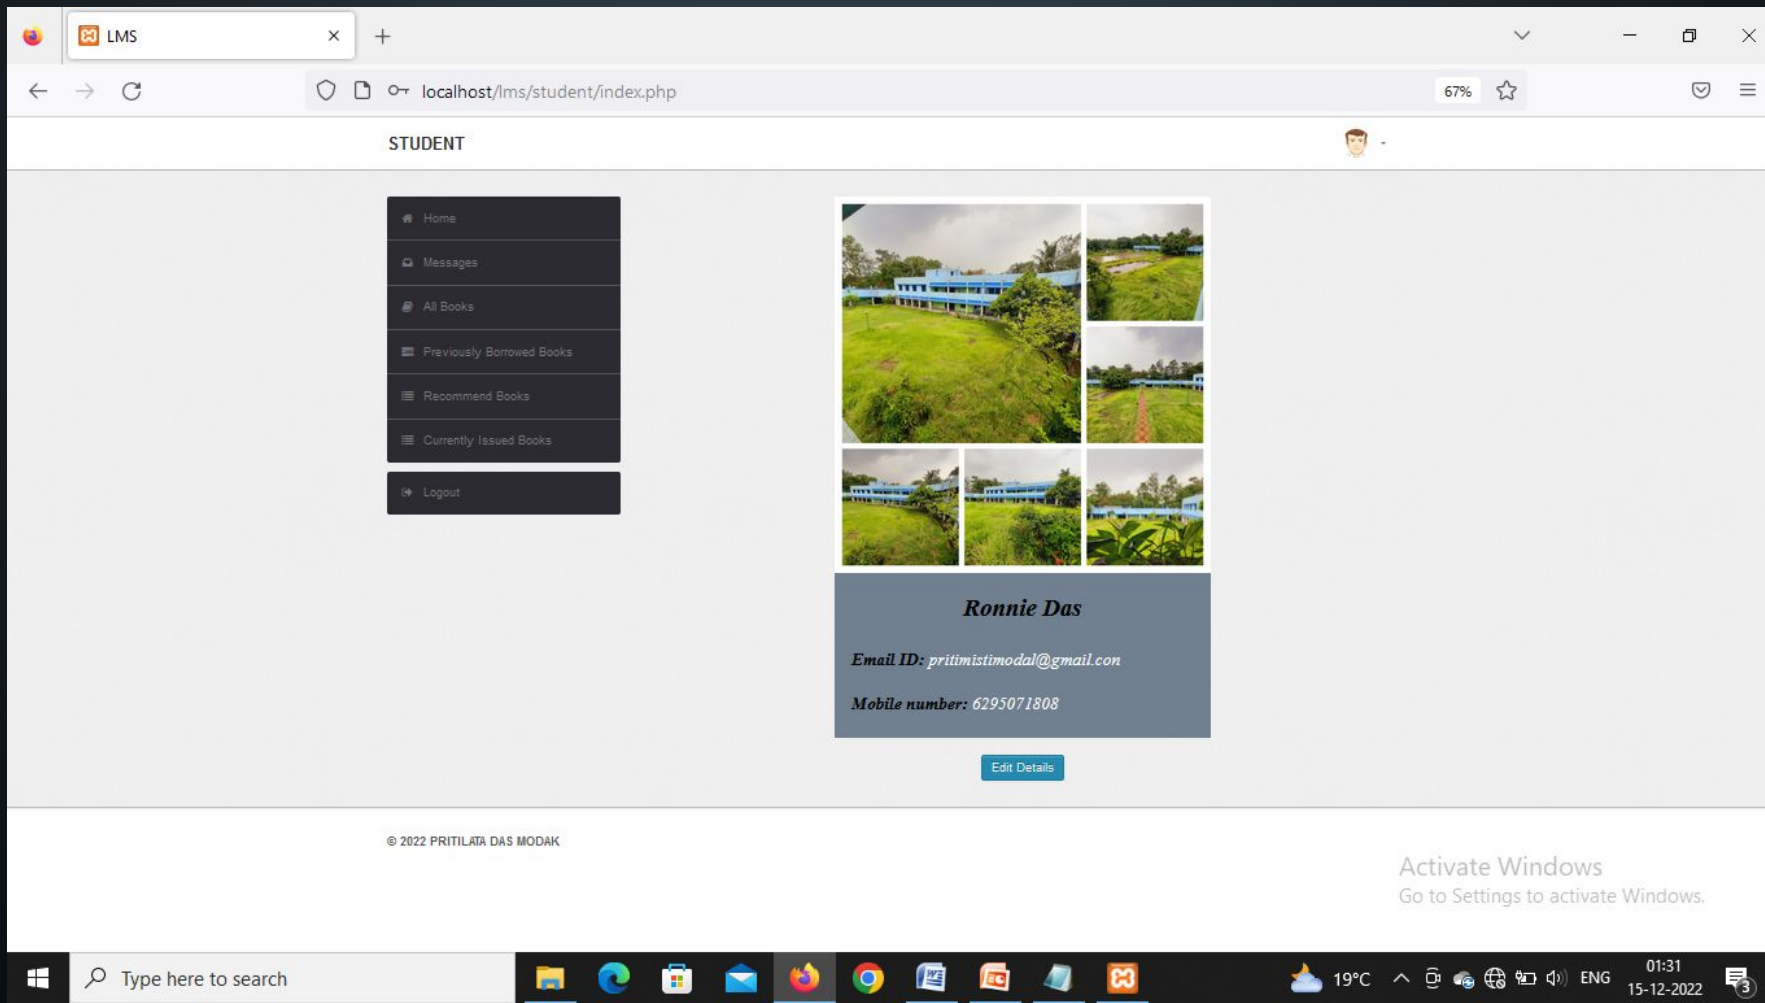 LMS
localhost/lms/student/index.php
67%
STUDENT
Home
Messages
All Books
Previously Borrowed Books
Recommend Books
Currently Issued Books
Logout
Ronnie Das
Email ID: pritimistimodal@gmail.con
Mobile number: 6295071808
Edit Details
© 2022 PRITILATA DAS MODAK
Activate Windows
Go to Settings to activate Windows.
Type here to search
19°C
ENG
01:31
15-12-2022
3